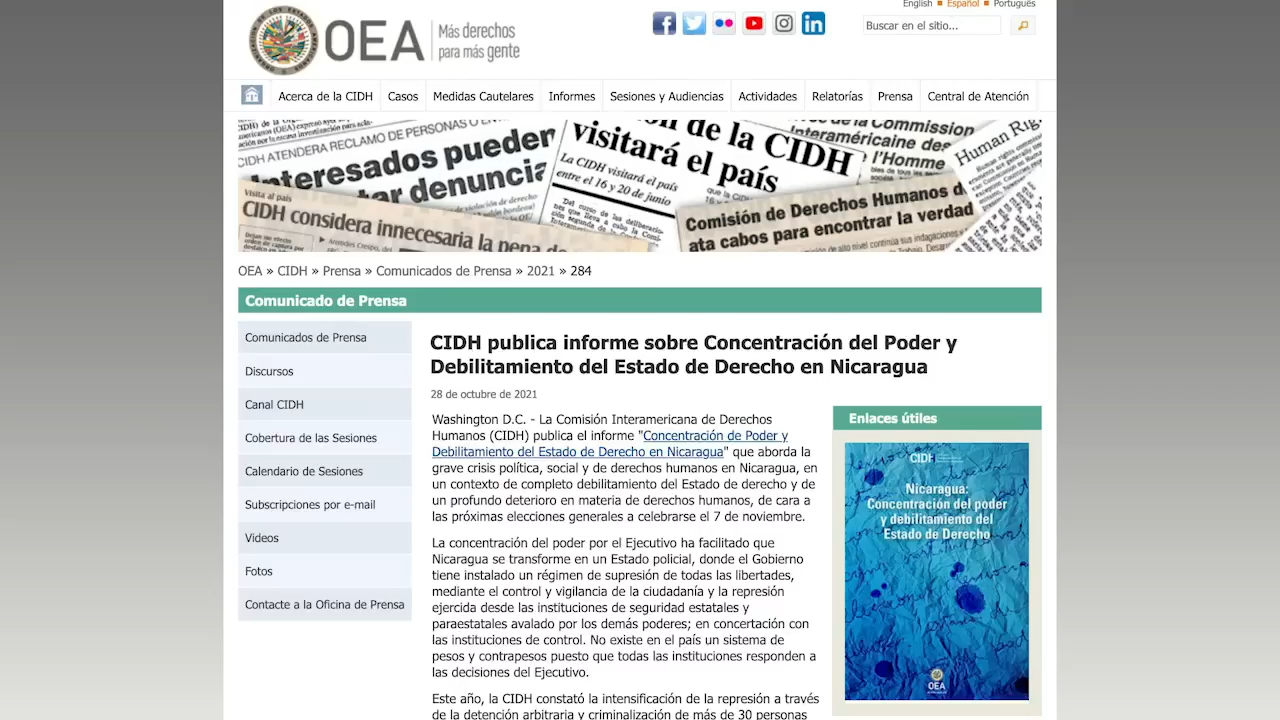 English Español Português
OEA
Más derechos
para más gente
Buscar en el sitio...
Acerca de la CIDH Casos Medidas Cautelares Informes Sesiones y Audiencias Actividades Relatorías Prensa Central de Atención
CIDH ATENDERA RECLAMO DE PERSONAS
nteresados pueder
ar denuncia
Visita al país
CIDH considera innecesaria la pena de
n de la CIDH
visitará el país
La CIDH visitará el país
entre el 16 y 20 de junio
de la Commission
Interaméricaine des
l'Homme
Comisión de Derechos Humanos d
ata cabos para encontrar la verdad
Human Rig
OEA » CIDH » Prensa » Comunicados de Prensa » 2021 » 284
Comunicado de Prensa
Comunicados de Prensa
Discursos
Canal CIDH
Cobertura de las Sesiones
Calendario de Sesiones
Subscripciones por e-mail
Videos
Fotos
Contacte a la Oficina de Prensa
CIDH publica informe sobre Concentración del Poder y
Debilitamiento del Estado de Derecho en Nicaragua
28 de octubre de 2021
Washington D.C. - La Comisión Interamericana de Derechos
Humanos (CIDH) publica el informe "Concentración de Poder y
Debilitamiento del Estado de Derecho en Nicaragua" que aborda la
grave crisis política, social y de derechos humanos en Nicaragua, en
un contexto de completo debilitamiento del Estado de derecho y de
un profundo deterioro en materia de derechos humanos, de cara a
las próximas elecciones generales a celebrarse el 7 de noviembre.
La concentración del poder por el Ejecutivo ha facilitado que
Nicaragua se transforme en un Estado policial, donde el Gobierno
tiene instalado un régimen de supresión de todas las libertades,
mediante el control y vigilancia de la ciudadanía y la represión
ejercida desde las instituciones de seguridad estatales y
paraestatales avalado por los demás poderes; en concertación con
las instituciones de control. No existe en el país un sistema de
pesos y contrapesos puesto que todas las instituciones responden a
las decisiones del Ejecutivo.
Este año, la CIDH constató la intensificación de la represión a través
de la detención arbitraria y criminalización de más de 30 personas
Enlaces útiles
CIDH
Nicaragua:
Concentración del poder
y debilitamiento del
Estado de Derecho
OEA